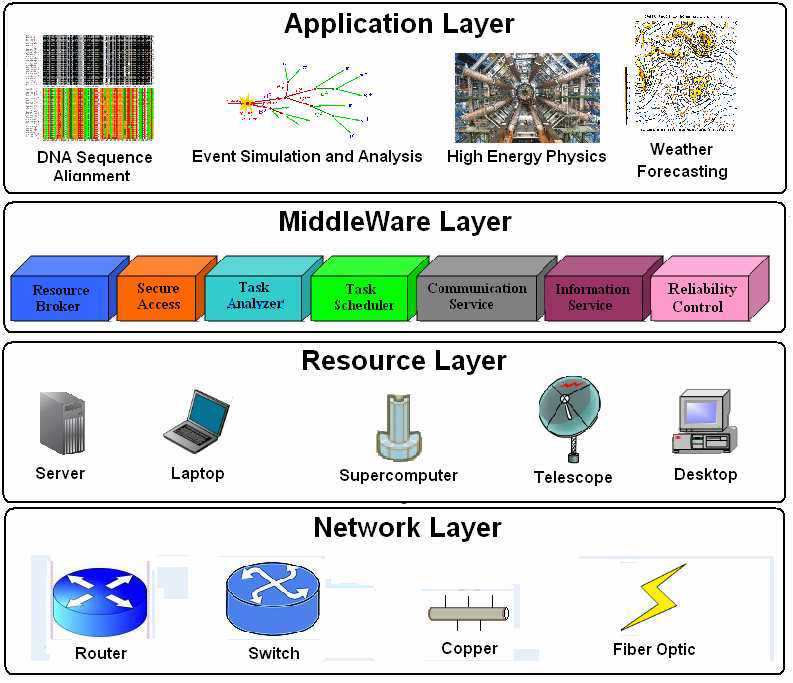 Application Layer
DNA Sequence
Alignment
Event Simulation and Analysis
High Energy Physics
Weather
Forecasting
MiddleWare Layer
Resource
Broker
Secure
Access
Task
Analyzer
Task
Scheduler
Communication
Service
Information
Service
Reliability
Control
Resource Layer
Server
Laptop
Supercomputer
Telescope
Desktop
Network Layer
Router
Switch
Copper
Fiber Optic